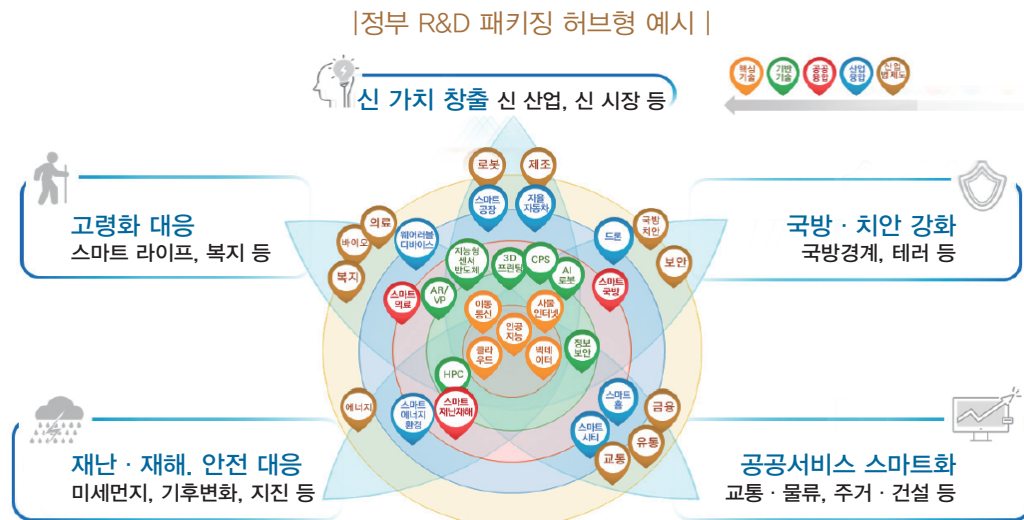 |정부 R&D 패키징 허브형 예시 |
신 가치 창출 신 산업, 신 시장 등
핵심
기술
기반
기술
공공
융합
산업
융합
산업
법제도
고령화 대응
스마트 라이프, 복지 등
국방 · 치안 강화
국방경계, 테러 등
로봇
제조
스마트
공장
자율
자동차
의료
바이오
복지
웨어러블
디바이스
드론
국방
치안
보안
지능형
센서
반도체
3D
프린팅
CPS
AI
로봇
스마트
의료
AR/
VP
스마트
국방
이동
통신
사물
인터넷
인공
지능
클라
우드
빅데
이터
정보
보안
HPC
에너지
스마트
에너지
환경
스마트
재난재해
스마트
홈
스마트
시티
금융
유통
교통
재난 · 재해, 안전 대응
미세먼지, 기후변화, 지진 등
공공서비스 스마트화
교통 · 물류, 주거 · 건설 등